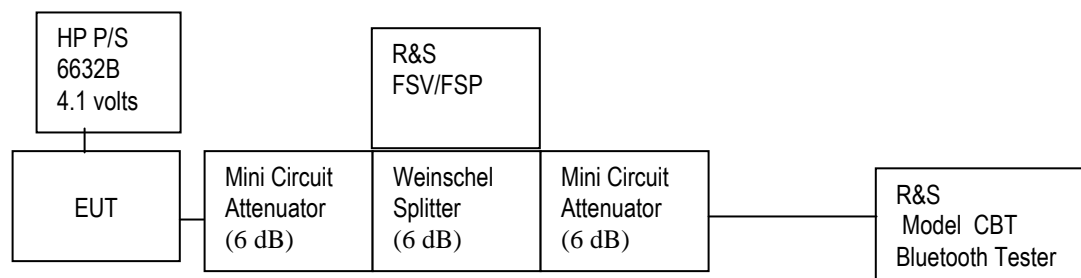 HP P/S
6632B
4.1 volts
R&S
FSV/FSP
EUT
Mini Circuit
Attenuator
(6 dB)
Weinschel
Splitter
(6 dB)
Mini Circuit
Attenuator
(6 dB)
R&S
Model CBT
Bluetooth Tester